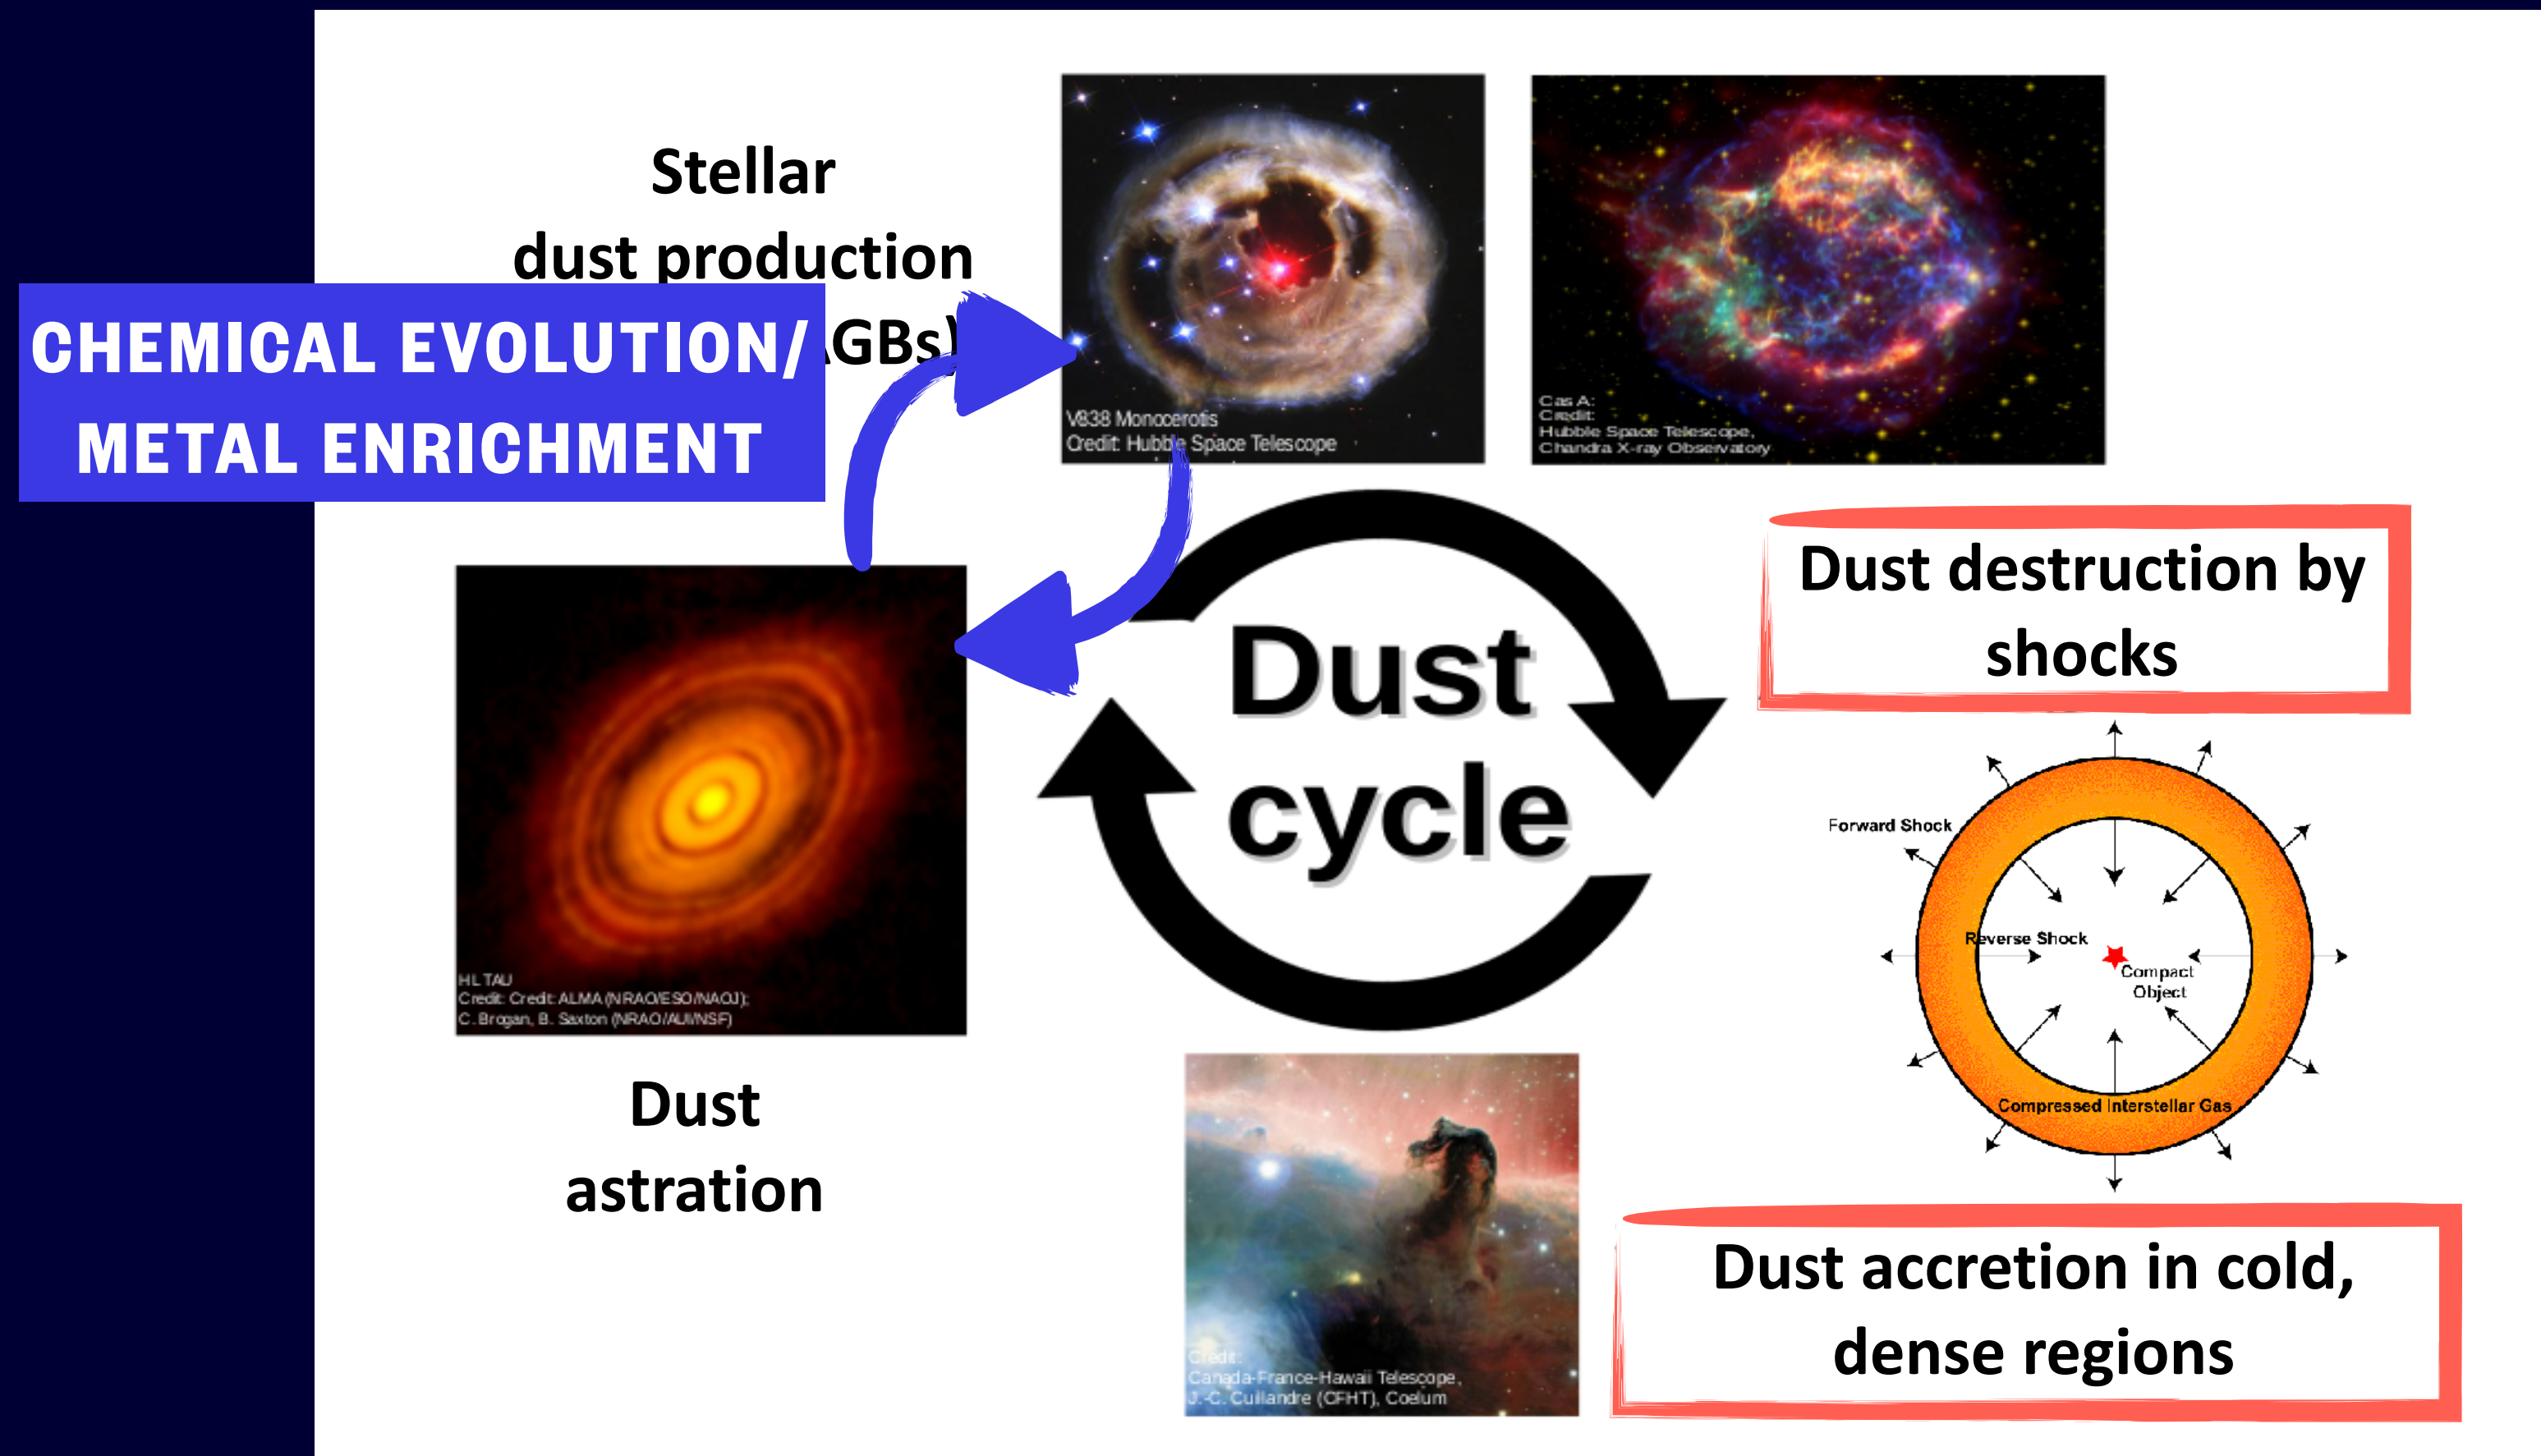 Stellar
dust production
GBs)
CHEMICAL EVOLUTION/
METAL ENRICHMENT
V838 Monocerotis
Credit: Hubble Space Telescope
Cas A:
Credit:
Hubble Space Telescope,
Chandra X-ray Observatory
Dust destruction by
shocks
Dust
cycle
Forward Shock
Reverse Shock
Compact
Object
Compressed Interstellar Gas
HL TAU
Credit: Credit: ALMA (NRAO/ESO/NAOJ);
C. Brogan, B. Saxton (NRAO/AUI/NSF)
Dust
astration
Credit:
Canada-France-Hawaii Telescope,
J.-C. Cuillandre (CFHT), Coelum
Dust accretion in cold,
dense regions